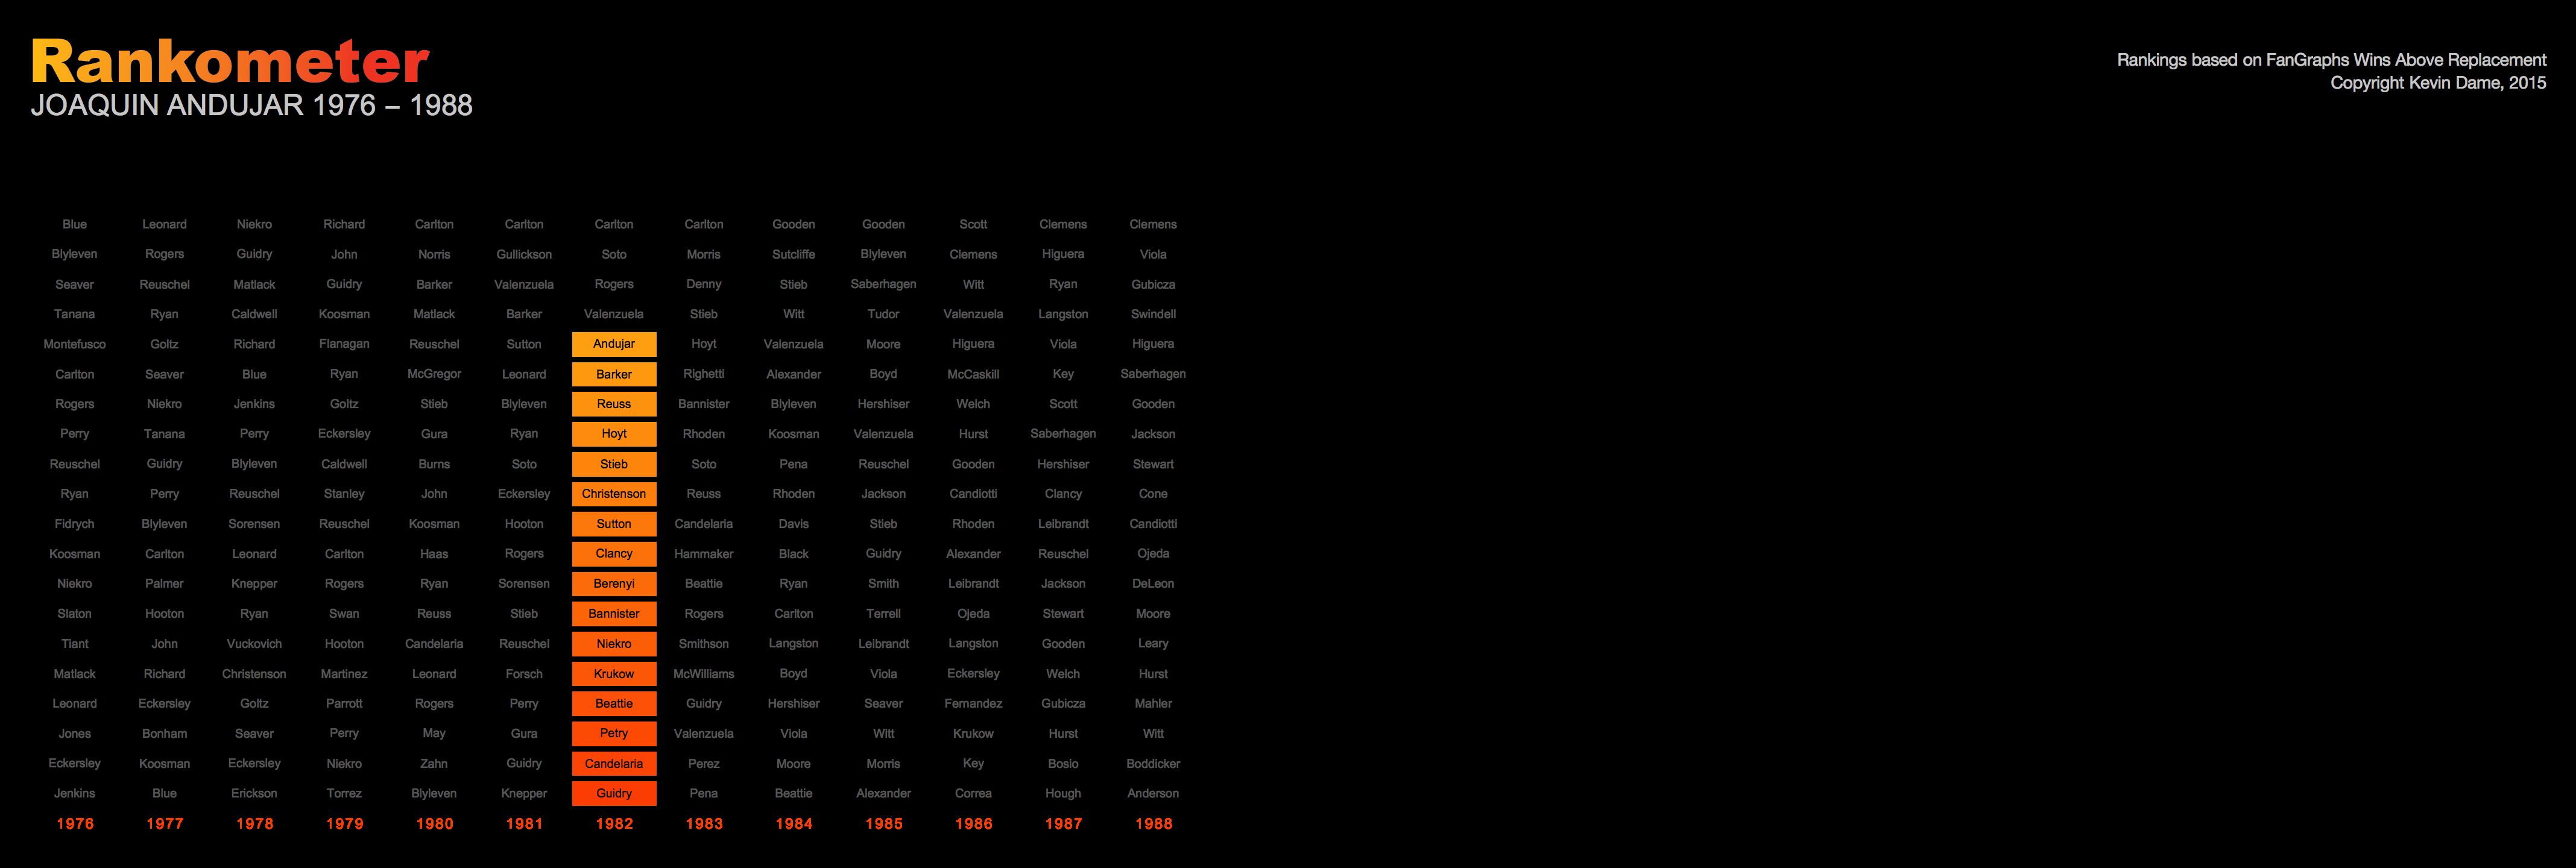 Rankometer
JOAQUIN ANDUJAR 1976 – 1988
Rankings based on FanGraphs Wins Above Replacement
Copyright Kevin Dame, 2015
Blue Leonard Niekro Richard Carlton Carlton Carlton Carlton Gooden Gooden Scott Clemens Clemens
Blyleven Rogers Guidry John Norris Gullickson Soto Morris Sutcliffe Blyleven Clemens Higuera Viola
Seaver Reuschel Matlack Guidry Barker Valenzuela Rogers Denny Stieb Saberhagen Witt Ryan Gubicza
Tanana Ryan Caldwell Koosman Matlack Barker Valenzuela Stieb Witt Tudor Valenzuela Langston Swindell
Montefusco Goltz Richard Flanagan Reuschel Sutton Andujar Hoyt Valenzuela Moore Higuera Viola Higuera
Carlton Seaver Blue Ryan McGregor Leonard Barker Righetti Alexander Boyd McCaskill Key Saberhagen
Rogers Niekro Jenkins Goltz Stieb Blyleven Reuss Bannister Blyleven Hershiser Welch Scott Gooden
Perry Tanana Perry Eckersley Gura Ryan Hoyt Rhoden Koosman Valenzuela Hurst Saberhagen Jackson
Reuschel Guidry Blyleven Caldwell Burns Soto Stieb Soto Pena Reuschel Gooden Hershiser Stewart
Ryan Perry Reuschel Stanley John Eckersley Christenson Reuss Rhoden Jackson Candiotti Clancy Cone
Fidrych Blyleven Sorensen Reuschel Koosman Hooton Sutton Candelaria Davis Stieb Rhoden Leibrandt Candiotti
Koosman Carlton Leonard Carlton Haas Rogers Clancy Hammaker Black Guidry Alexander Reuschel Ojeda
Niekro Palmer Knepper Rogers Ryan Sorensen Berenyi Beattie Ryan Smith Leibrandt Jackson DeLeon
Slaton Hooton Ryan Swan Reuss Stieb Bannister Rogers Carlton Terrell Ojeda Stewart Moore
Tiant John Vuckovich Hooton Candelaria Reuschel Niekro Smithson Langston Leibrandt Langston Gooden Leary
Matlack Richard Christenson Martinez Leonard Forsch Krukow McWilliams Boyd Viola Eckersley Welch Hurst
Leonard Eckersley Goltz Parrott Rogers Perry Beattie Guidry Hershiser Seaver Fernandez Gubicza Mahler
Jones Bonham Seaver Perry May Gura Petry Valenzuela Viola Witt Krukow Hurst Witt
Eckersley Koosman Eckersley Niekro Zahn Guidry Candelaria Perez Moore Morris Key Bosio Boddicker
Jenkins Blue Erickson Torrez Blyleven Knepper Guidry Pena Beattie Alexander Correa Hough Anderson
1976 1977 1978 1979 1980 1981 1982 1983 1984 1985 1986 1987 1988